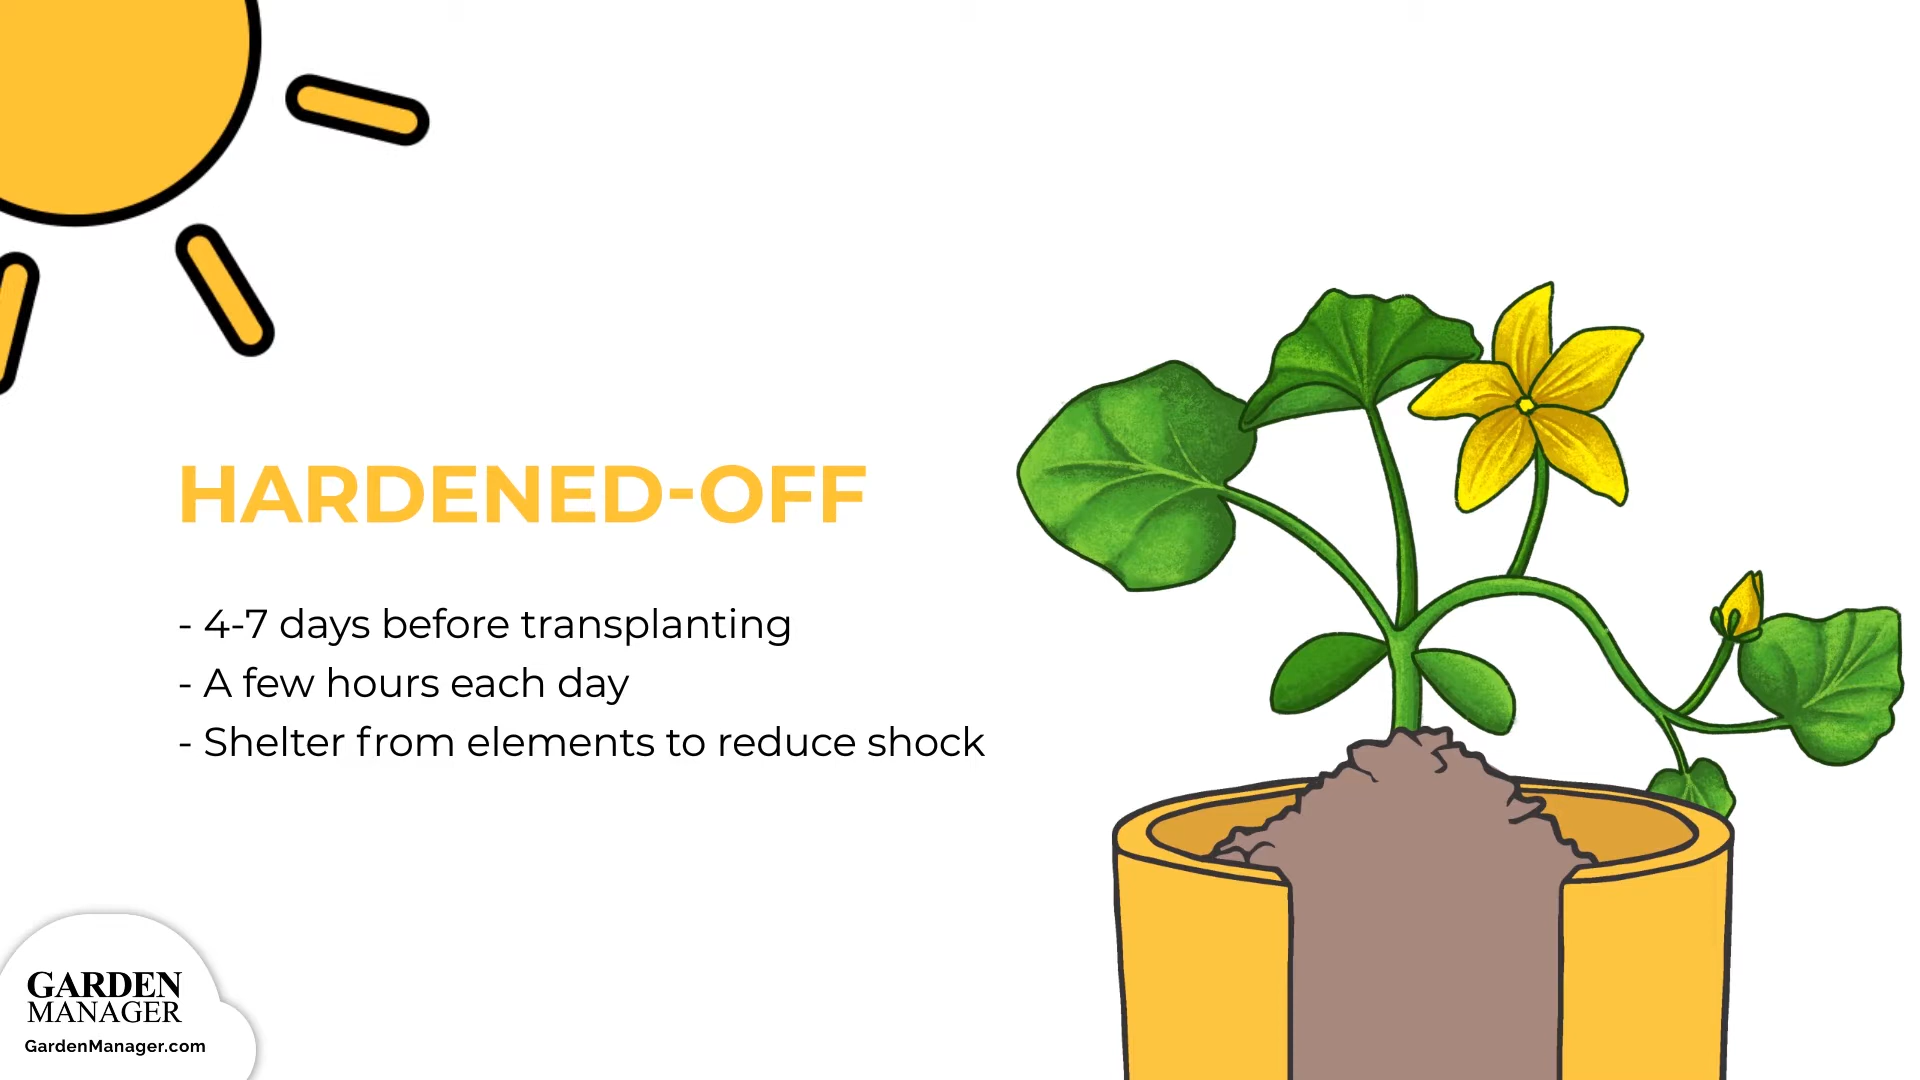 HARDENED-OFF
- 4-7 days before transplanting
- A few hours each day
- Shelter from elements to reduce shock
GARDEN
MANAGER
GardenManager.com